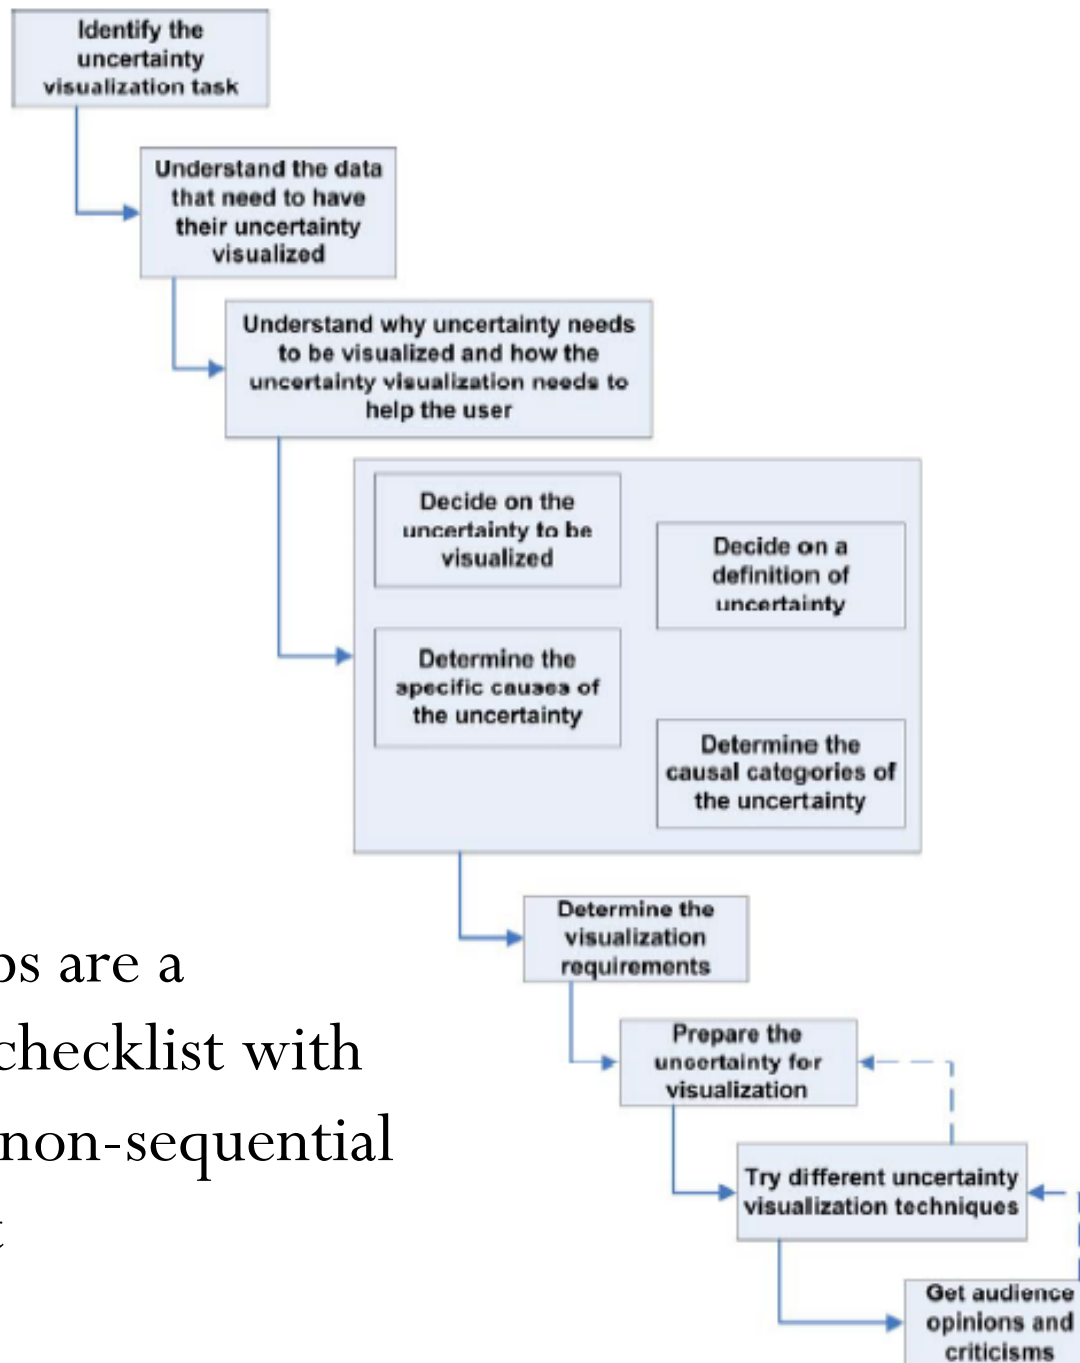 Identify the
uncertainty
visualization task
Understand the data
that need to have
their uncertainty
visualized
Understand why uncertainty needs
to be visualized and how the
uncertainty visualization needs to
help the user
Decide on the
uncertainty to be
visualized
Decide on a
definition of
uncertainty
Determine the
specific causes of
the uncertainty
Determine the
causal categories of
the uncertainty
Determine the
visualization
requirements
Prepare the
uncertainty for
visualization
Try different uncertainty
visualization techniques
Get audience
opinions and
criticisms
are a
checklist with
non-sequential